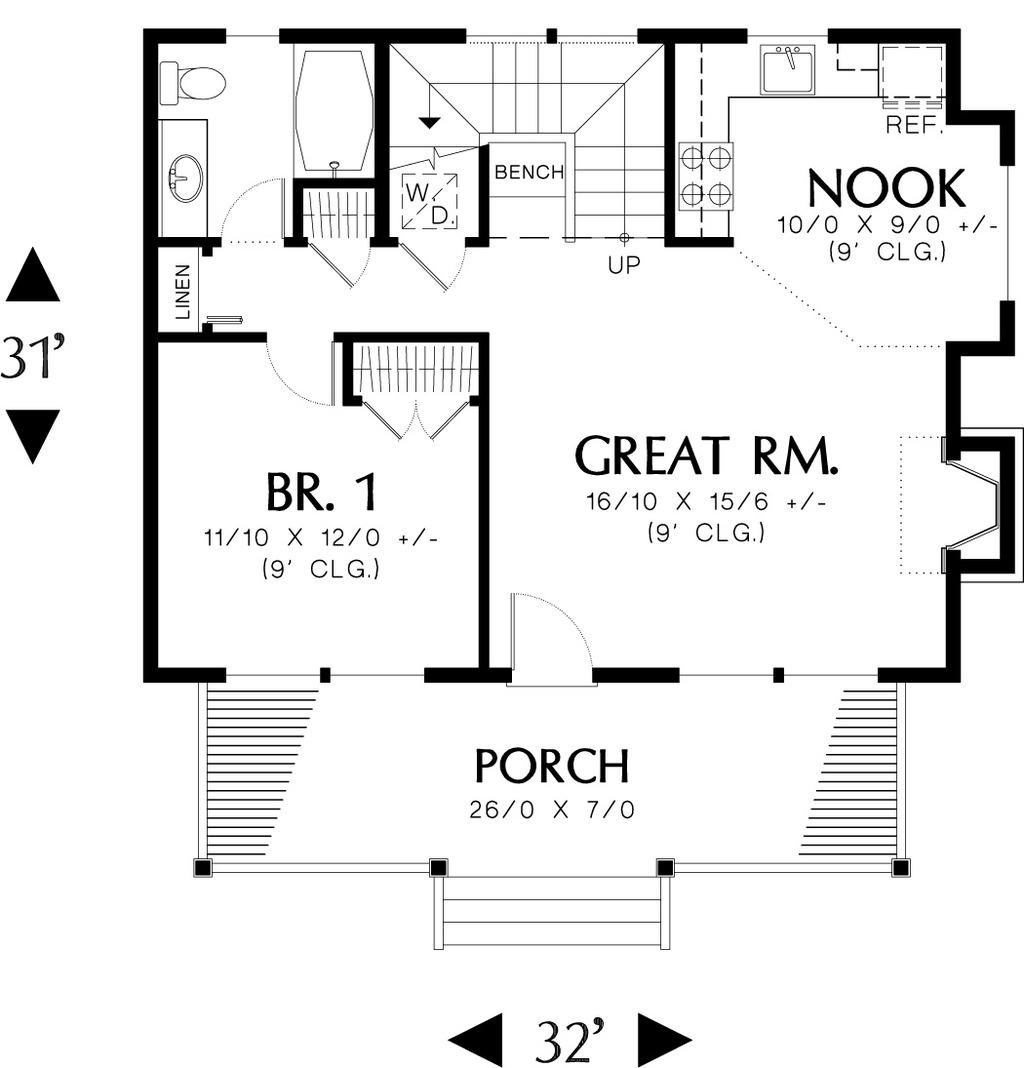 REF.
BENCH
W/D.
NOOK
10/0 X 9/0 +/-
(9' CLG.)
UP
LINEN
31'
GREAT RM.
16/10 X 15/6 +/-
(9' CLG.)
BR. 1
11/10 X 12/0 +/-
(9' CLG.)
PORCH
26/0 X 7/0
32'